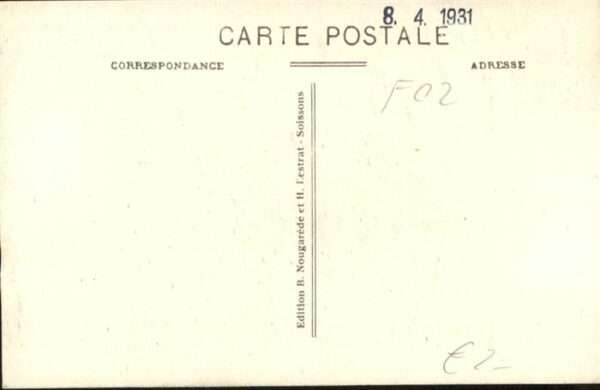 8. 4. 1931
CARTE POSTALE
CORRESPONDANCE
ADRESSE
F02
Edition B. Nougarède et H. Lestrat - Soissons
€2-